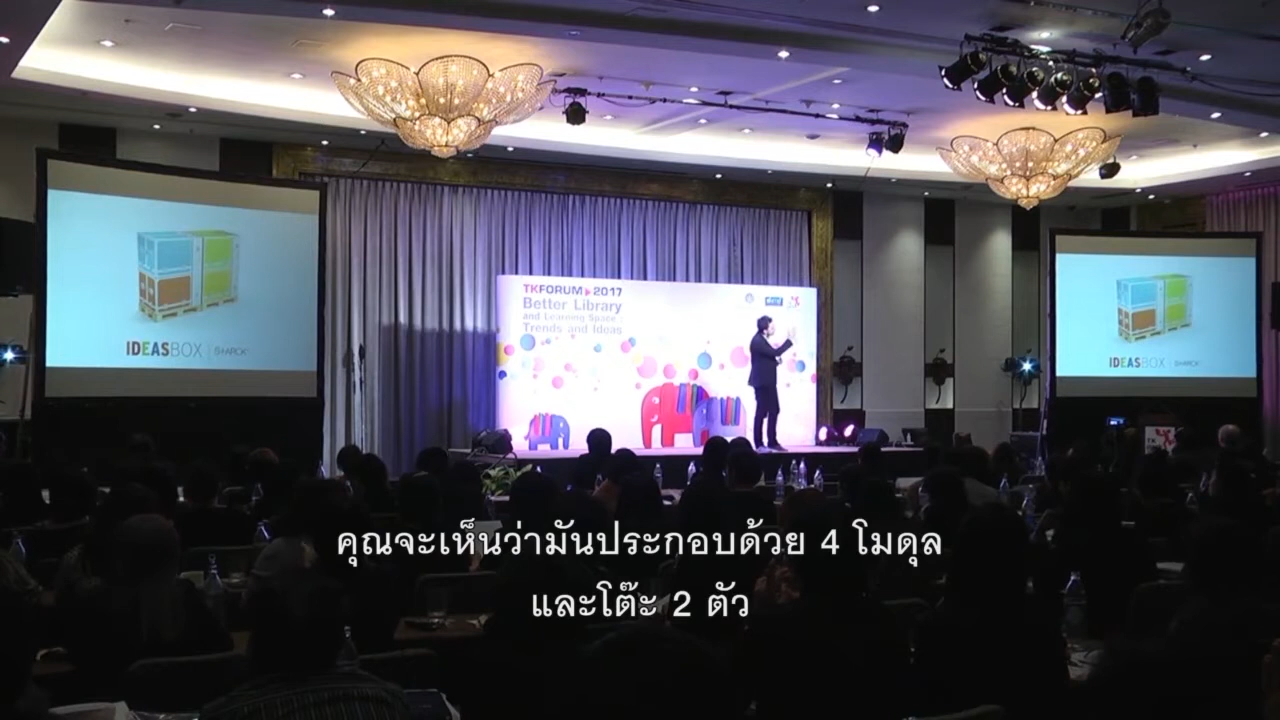 TKFORUM 2017
Better Library
and Learning Space :
Trends and Ideas
IDEASBOX
IDEASBOX
TK
คุณจะเห็นว่ามันประกอบด้วย 4 โมดุล
และโต๊ะ 2 ตัว